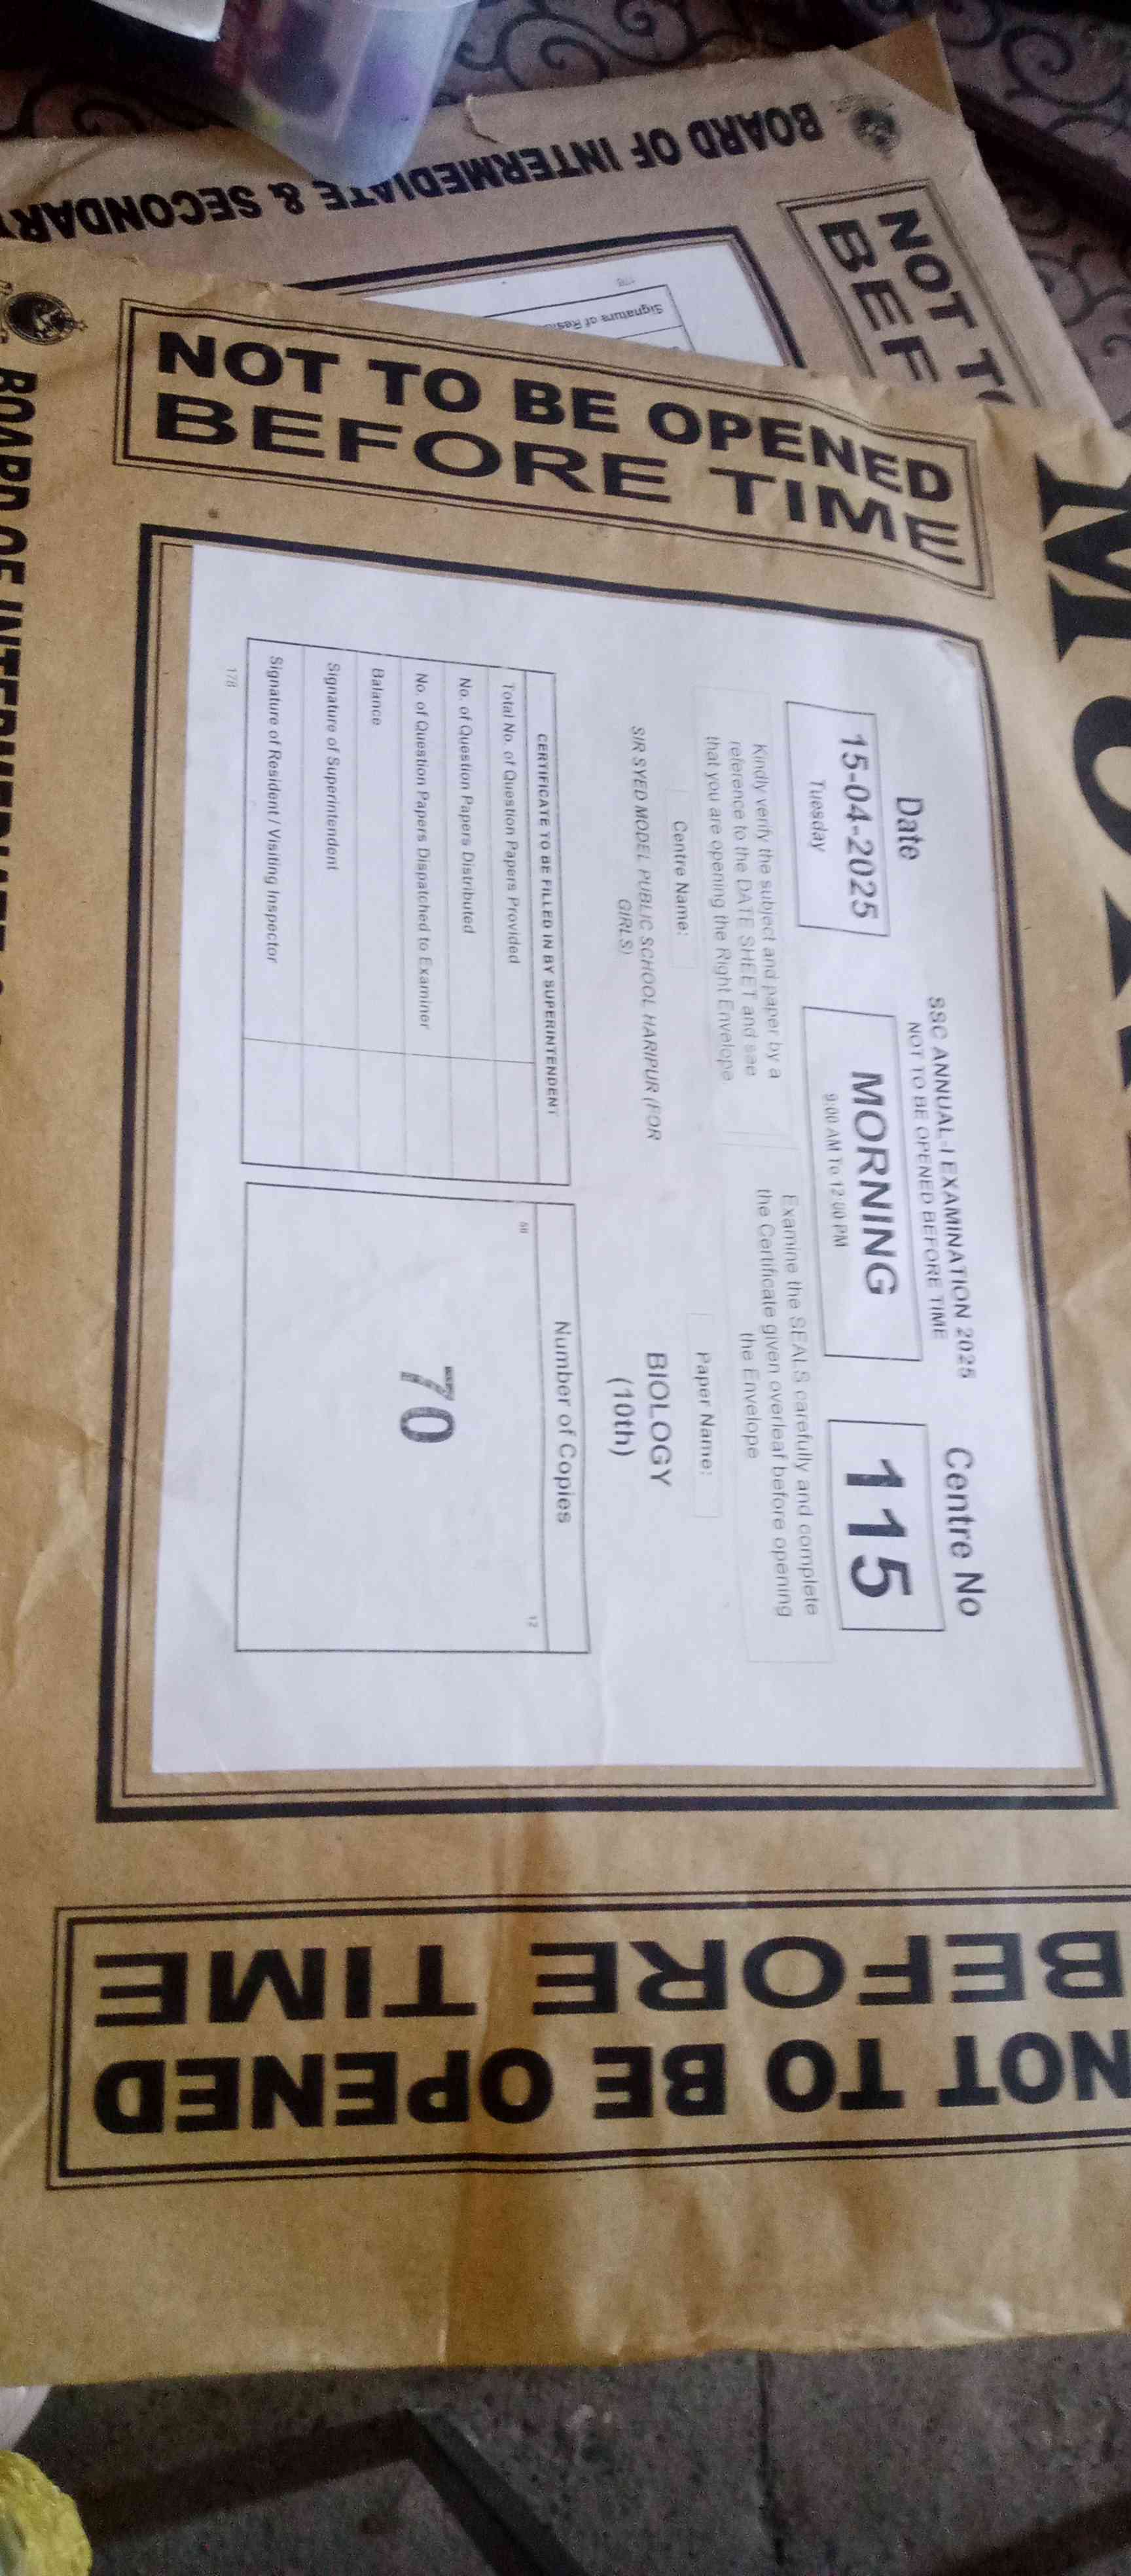 BOARD OF INTERMEDIATE & SECONDARY
NOT TO
BEF
178
Signature of
NOT TO BE OPENED
BEFORE TIME
SSC ANNUAL-I EXAMINATION 2025
NOT TO BE OPENED BEFORE TIME
Date
Centre No
15-04-2025
Tuesday
MORNING
9:00 AM To 12:00 PM
115
Kindly verify the subject and paper by a
reference to the DATE SHEET and see
that you are opening the Right Envelope
Examine the SEALS carefully and complete
the Certificate given overleaf before opening
the Envelope
Centre Name:
SIR SYED MODEL PUBLIC SCHOOL HARIPUR (FOR
GIRLS)
Paper Name:
BIOLOGY
(10th)
CERTIFICATE TO BE FILLED IN BY SUPERINTENDENT
Total No. of Question Papers Provided
No. of Question Papers Distributed
No. of Question Papers Dispatched to Examiner
Balance
Signature of Superintendent
Signature of Resident / Visiting Inspector
178
Number of Copies
12
70
NOT TO BE OPENED
BEFORE TIME
BOARD OF INTERMEDIATE